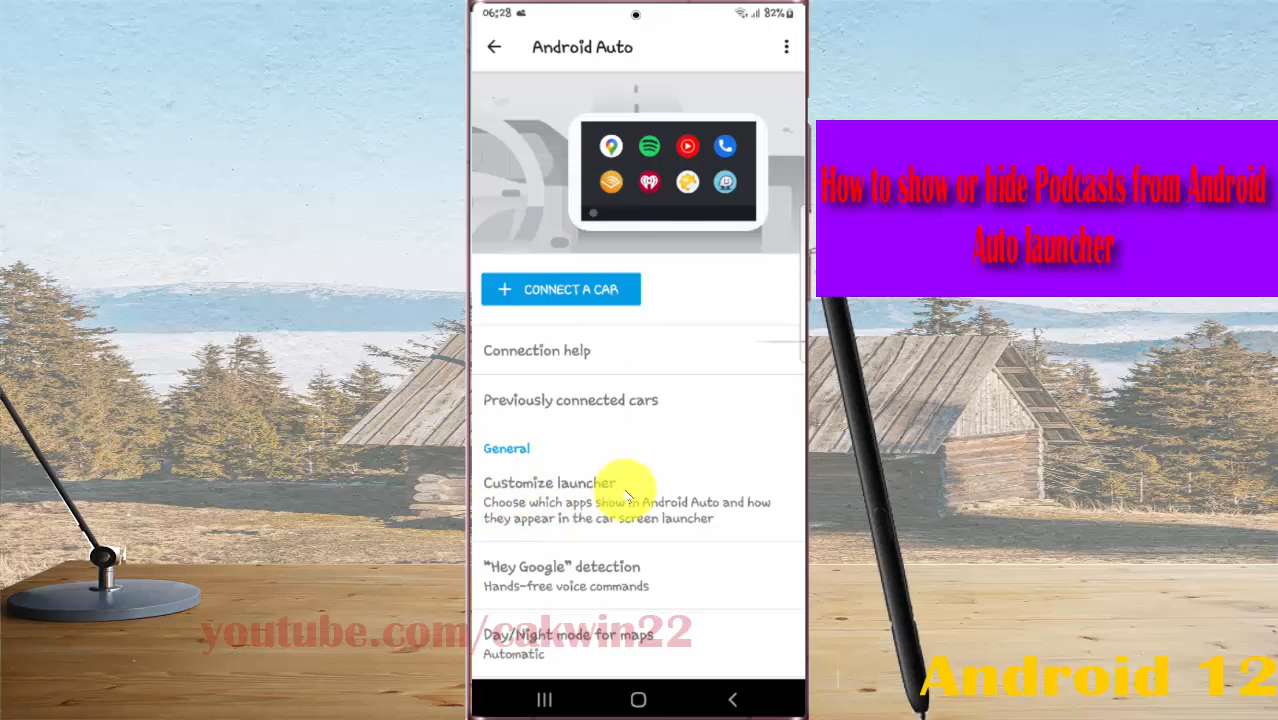 06:28
82%
Android Auto
+ CONNECT A CAR
Connection help
Previously connected cars
General
Customize launcher
Choose which apps show in Android Auto and how
they appear in the car screen launcher
"Hey Google" detection
Hands-free voice commands
Day/Night mode for maps
Automatic
How to show or hide Podcasts from Android
Auto launcher
youtube.com/cakwin22
Android 12